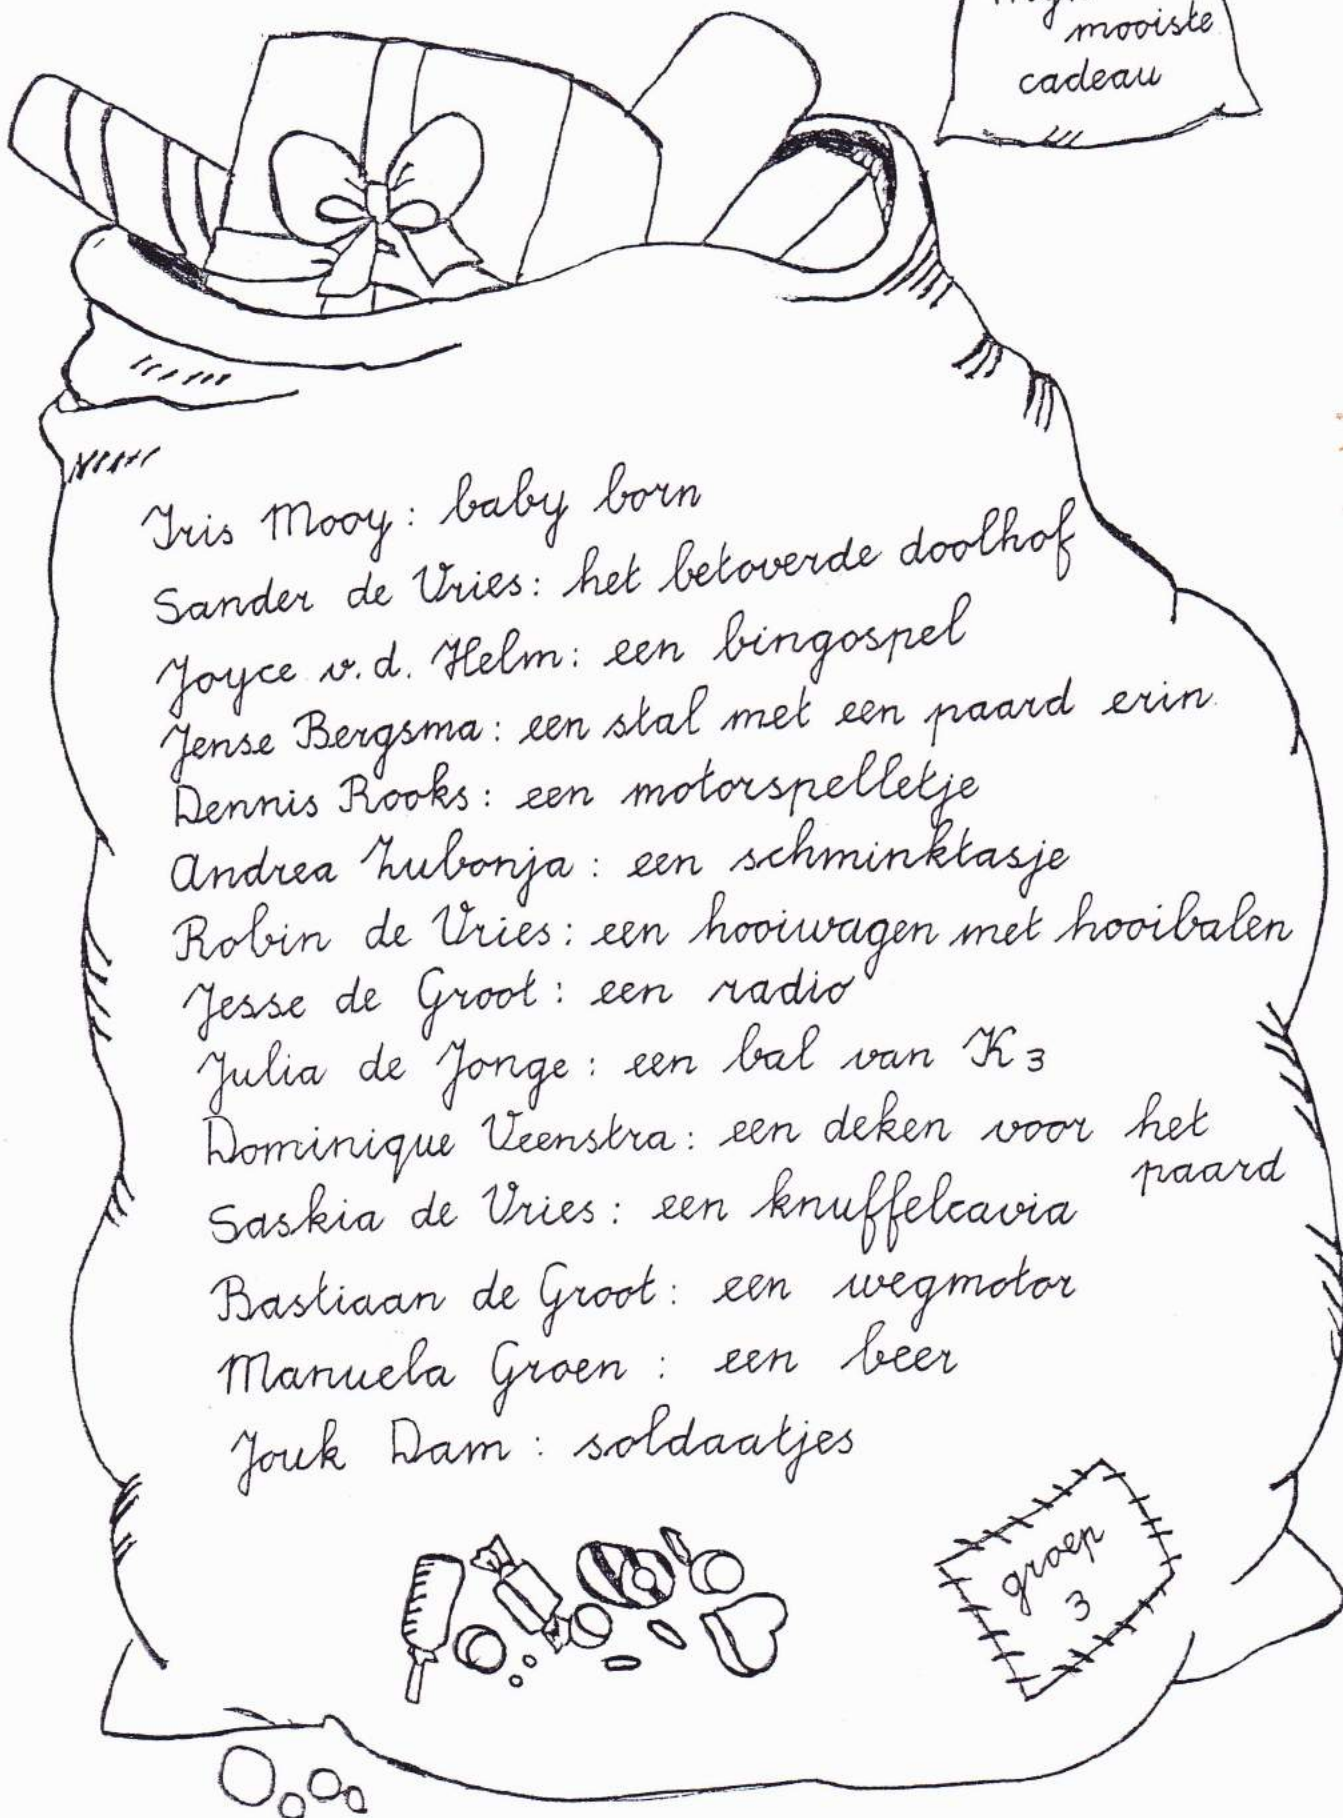 mooiste
cadeau
Iris Mooy: baby born
Sander de Vries: het betoverde doolhof
Joyce v.d. Helm: een bingospel
Jense Bergsma: een stal met een paard erin
Dennis Rooks: een motorspelletje
Andrea Zubonja: een schminktasje
Robin de Vries: een hooiwagen met hooibalen
Jesse de Groot: een radio
Julia de Jonge: een bal van K3
Dominique Veenstra: een deken voor het
paard
Saskia de Vries: een knuffelcavia
Bastiaan de Groot: een wegmotor
Manuela Groen: een beer
Jouk Dam: soldaatjes
groep
3